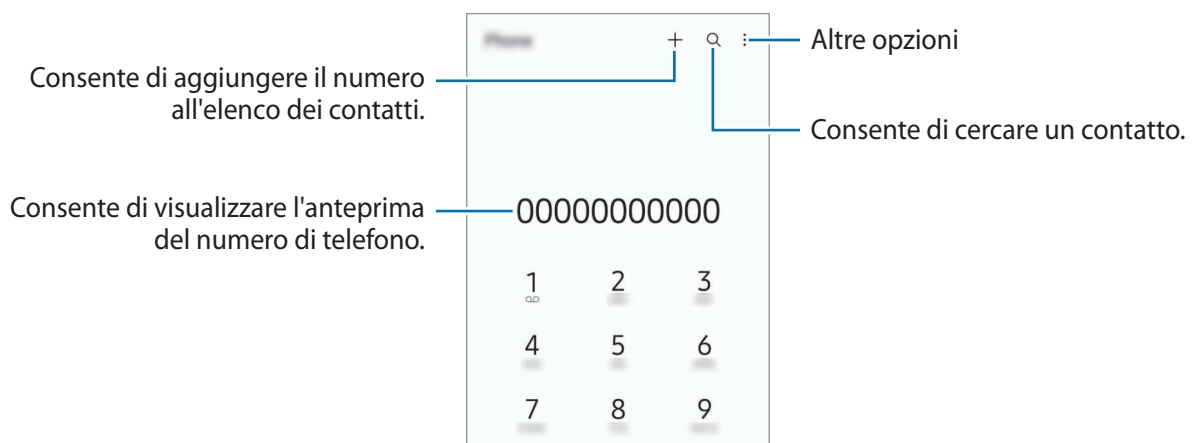 Phone
Altre opzioni
Consente di aggiungere il numero
all'elenco dei contatti.
Consente di cercare un contatto.
Consente di visualizzare l'anteprima
del numero di telefono.
00000000000
1 2 3
4 5 6
7 8 9